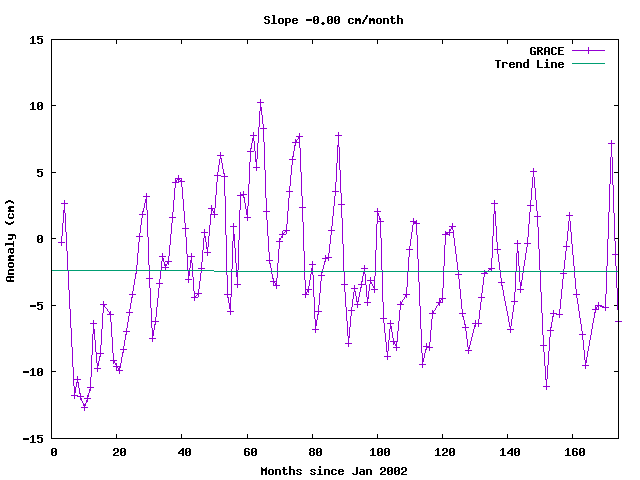 Slope -0.00 cm/month
GRACE
Trend Line
15
10
5
0
-5
-10
-15
Anomaly (cm)
0 20 40 60 80 100 120 140 160
Months since Jan 2002